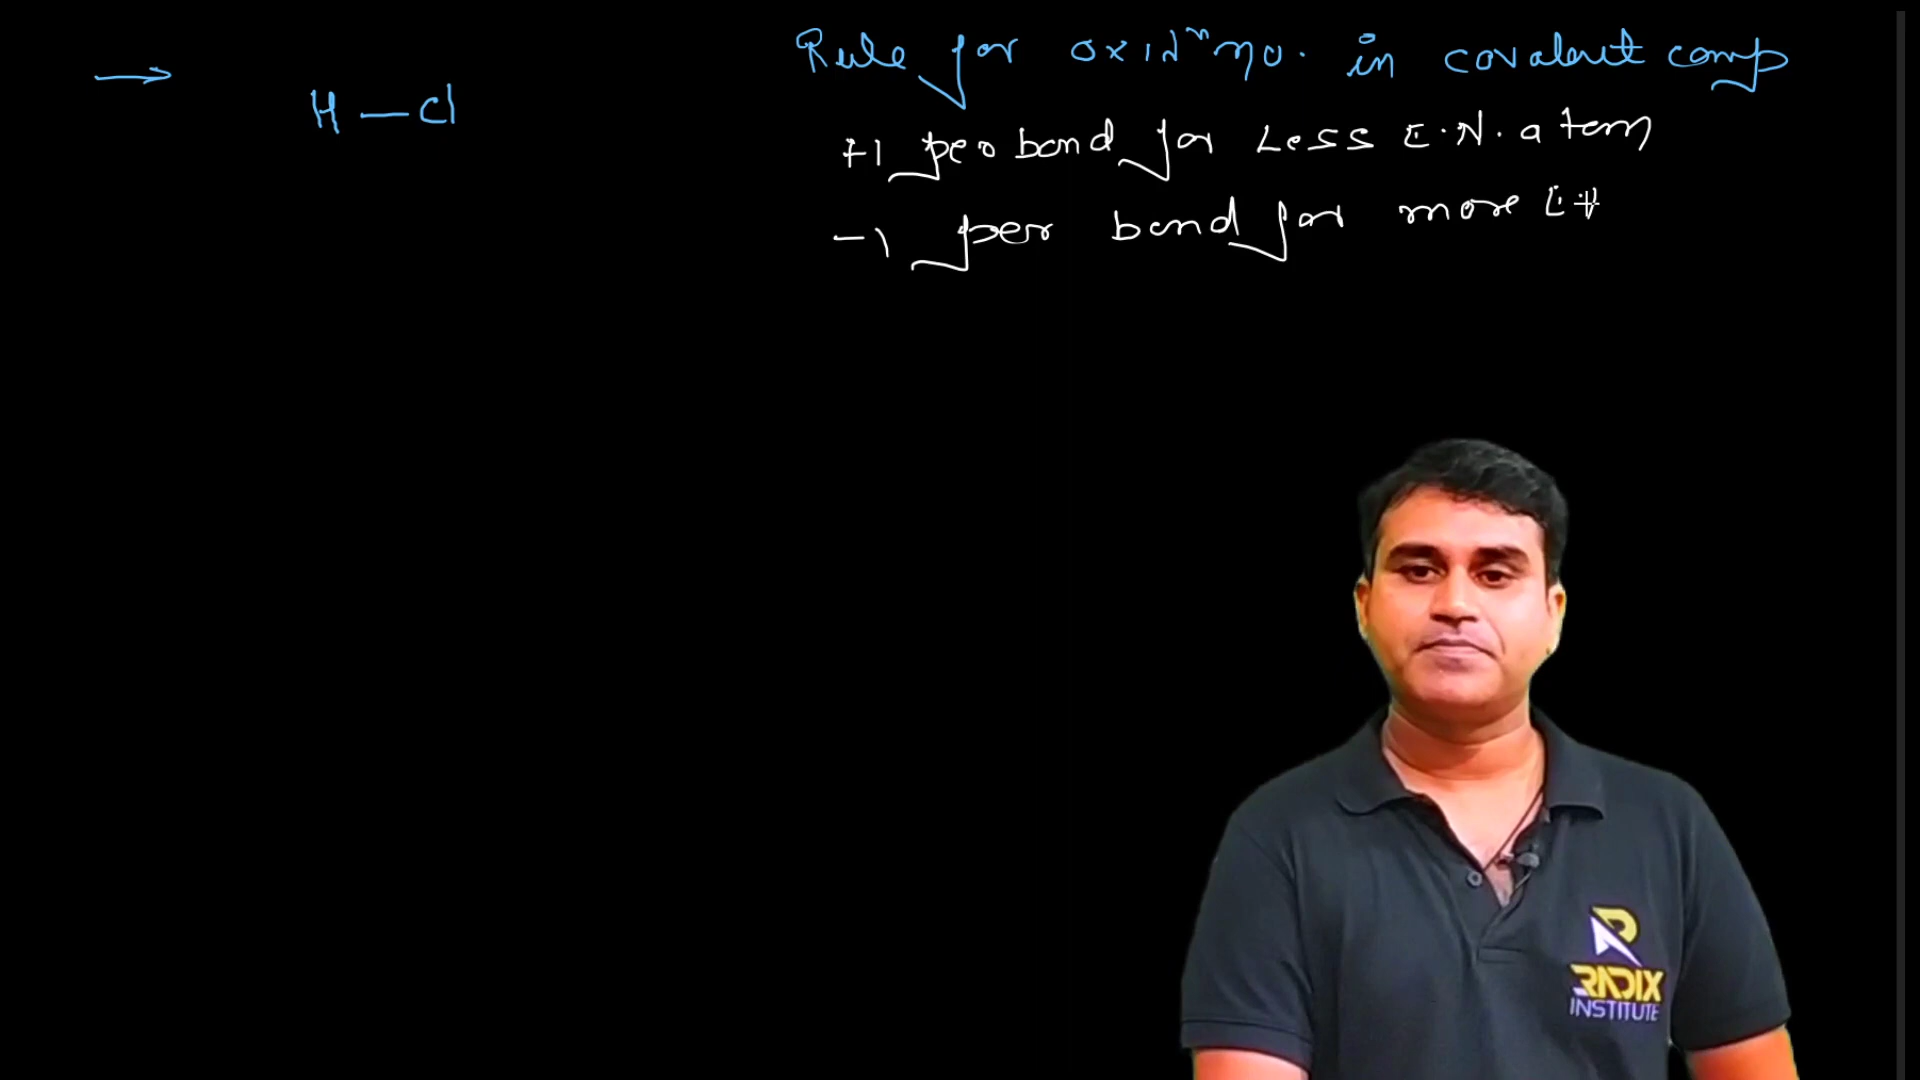 Rule for oxidⁿ no. in covalent comp
H — Cl
+1 per bond for Less E.N. atom
-1 per bond for more E.N
RADIX
INSTITUTE